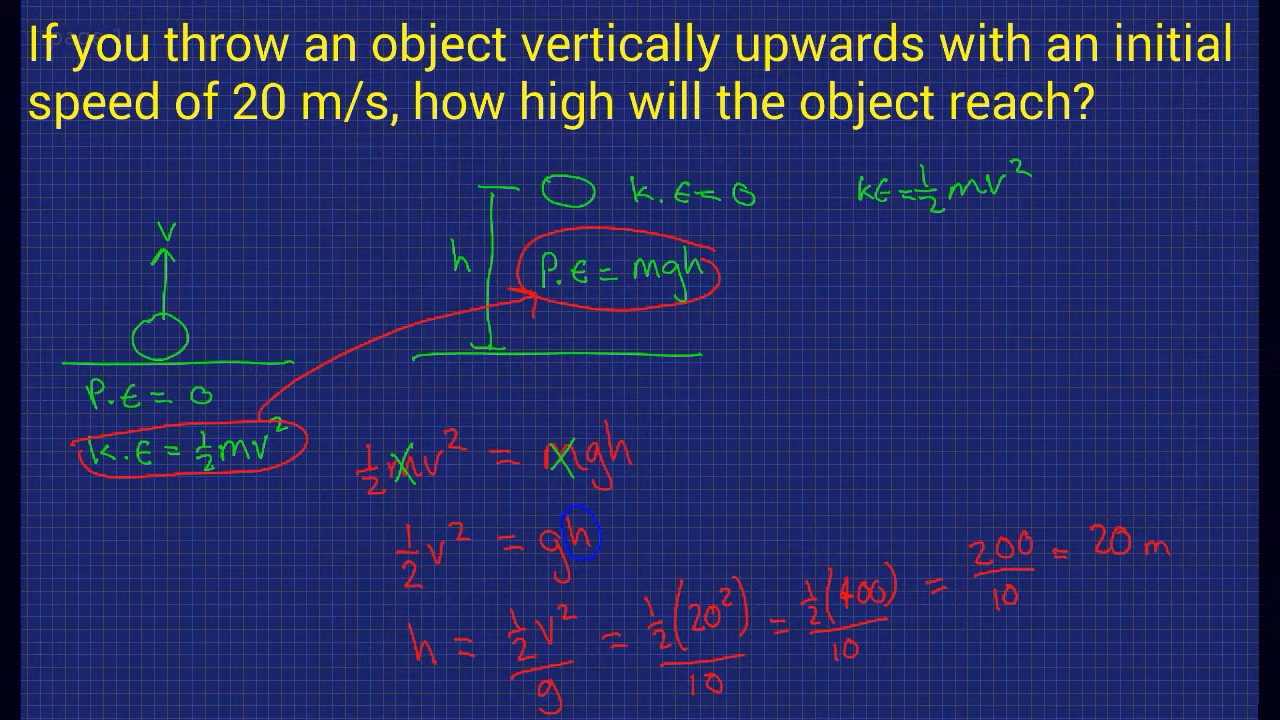 If you throw an object vertically upwards with an initial
speed of 20 m/s, how high will the object reach?
K.E = 0
KE = 1/2 mv²
v
h
P.E = mgh
P.E = 0
K.E = 1/2 mv²
1/2 mv² = mgh
1/2 v² = gh
h = (1/2 v²)/g = (1/2 (20²))/10 = (1/2 (400))/10 = 200/10 = 20 m